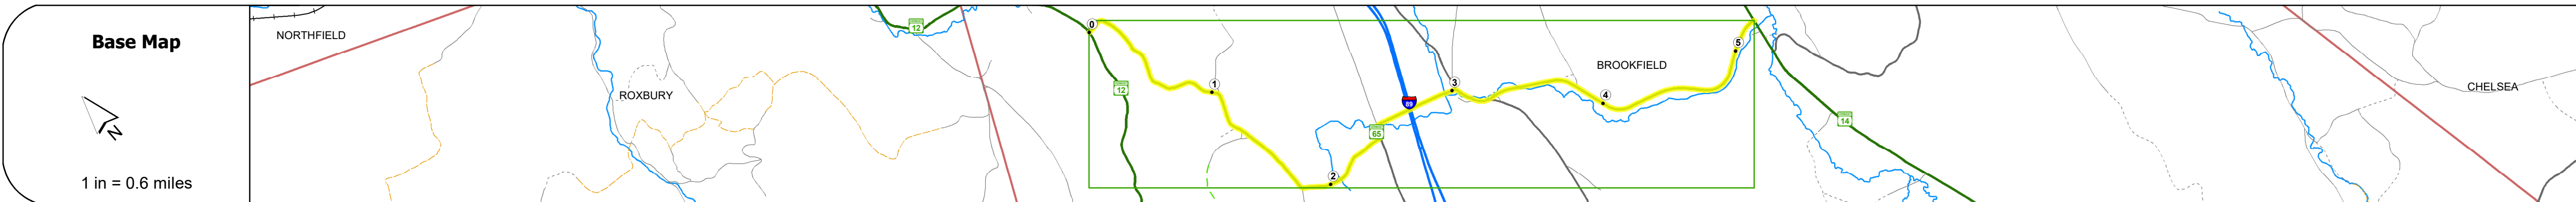 Base Map
N
1 in = 0.6 miles
NORTHFIELD
ROXBURY
12
0
12
1
2
65
89
3
4
BROOKFIELD
5
14
CHELSEA